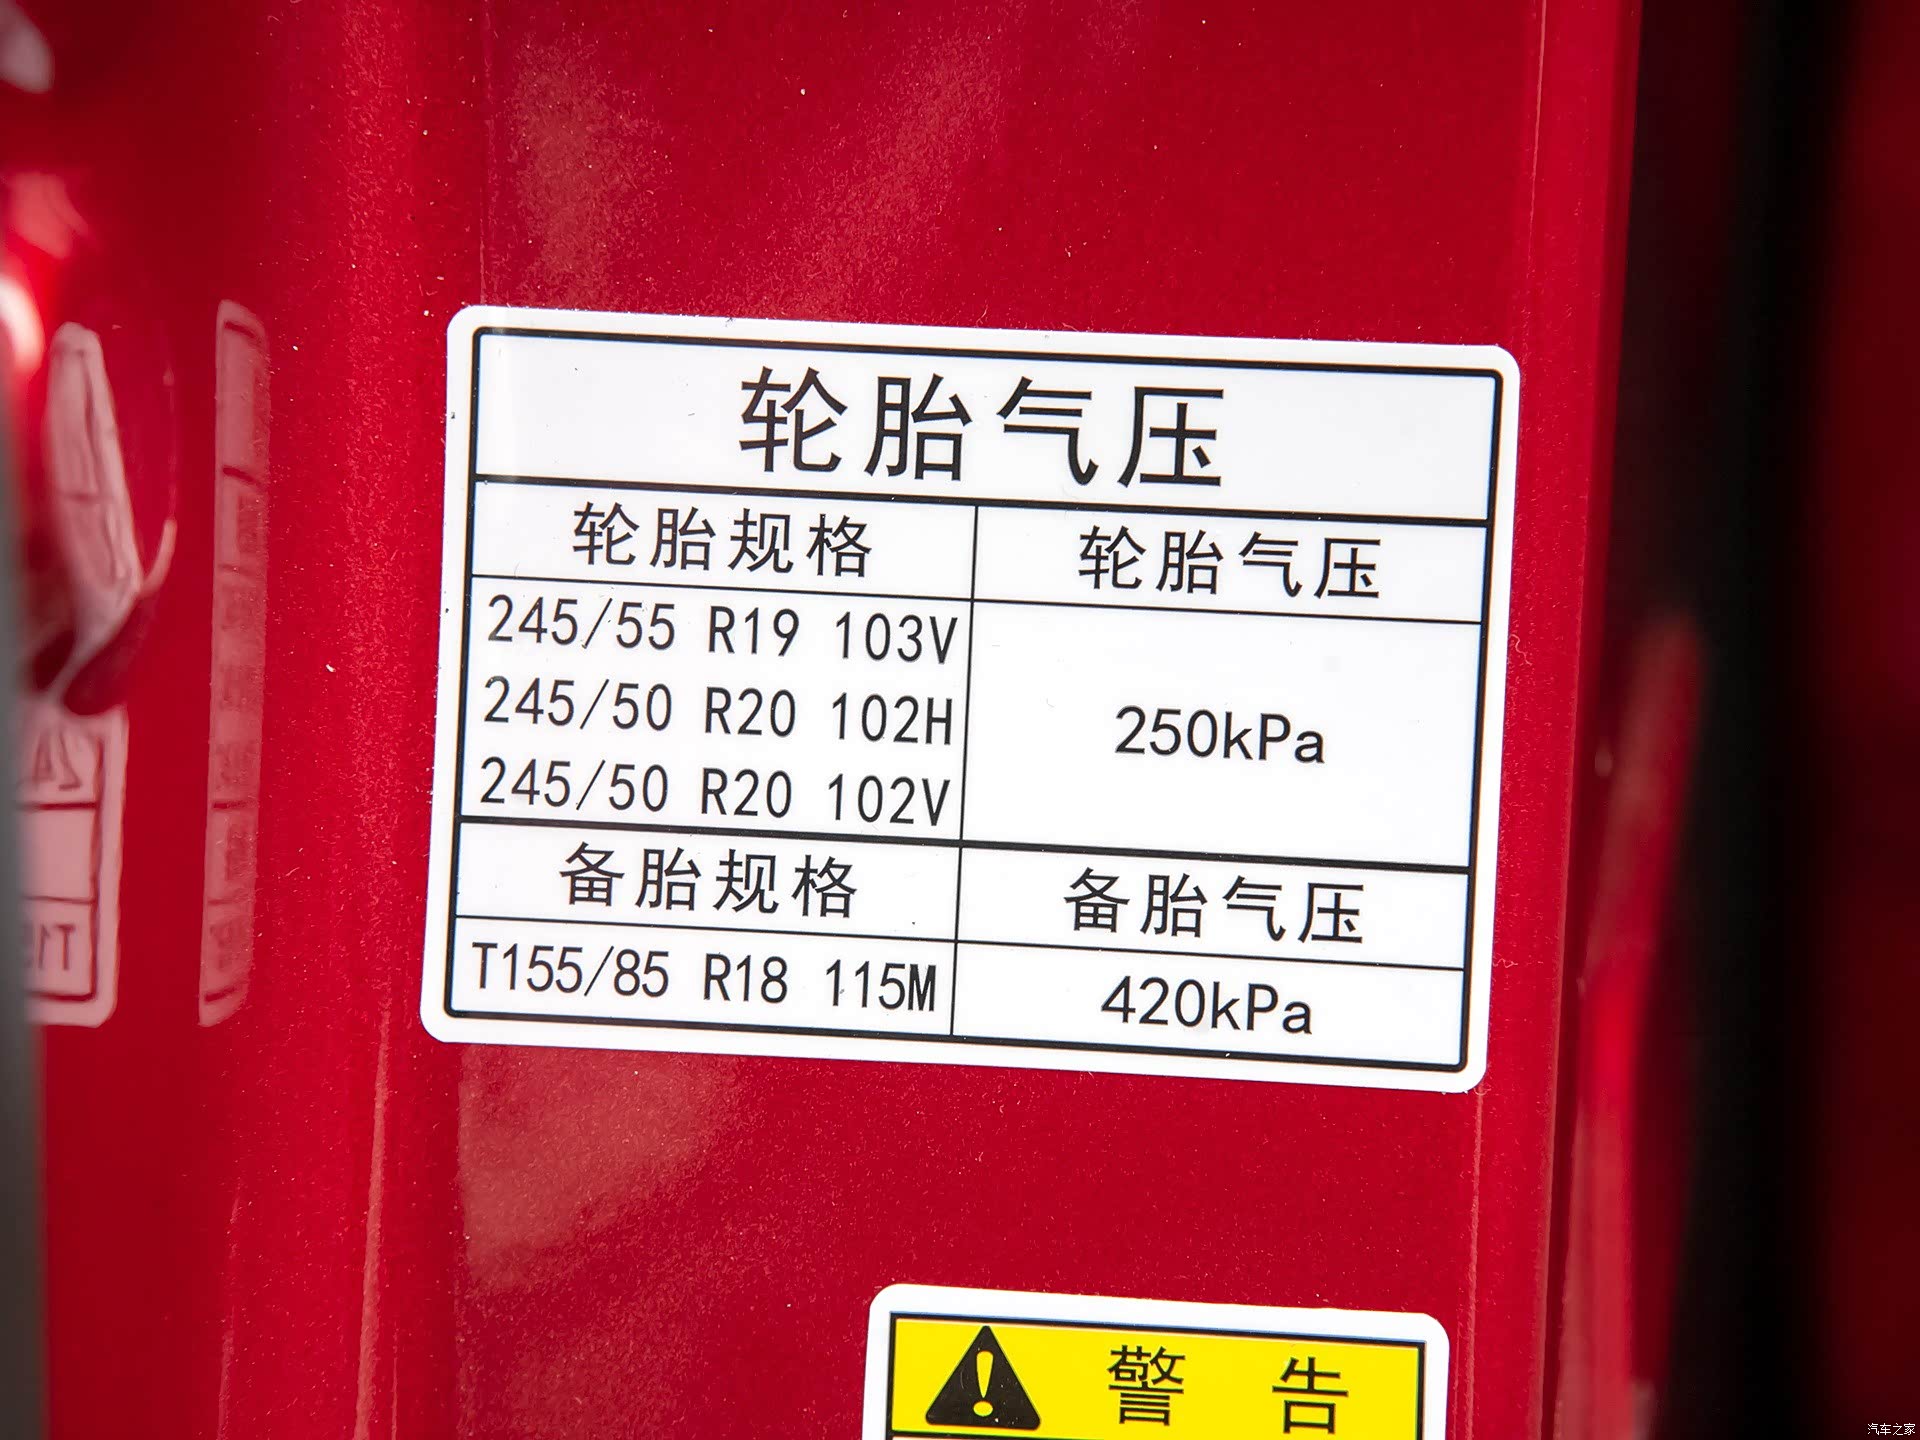 轮胎气压
轮胎规格 轮胎气压
245/55 R19 103V
245/50 R20 102H 250kPa
245/50 R20 102V
备胎规格 备胎气压
T155/85 R18 115M 420kPa
警告
汽车之家